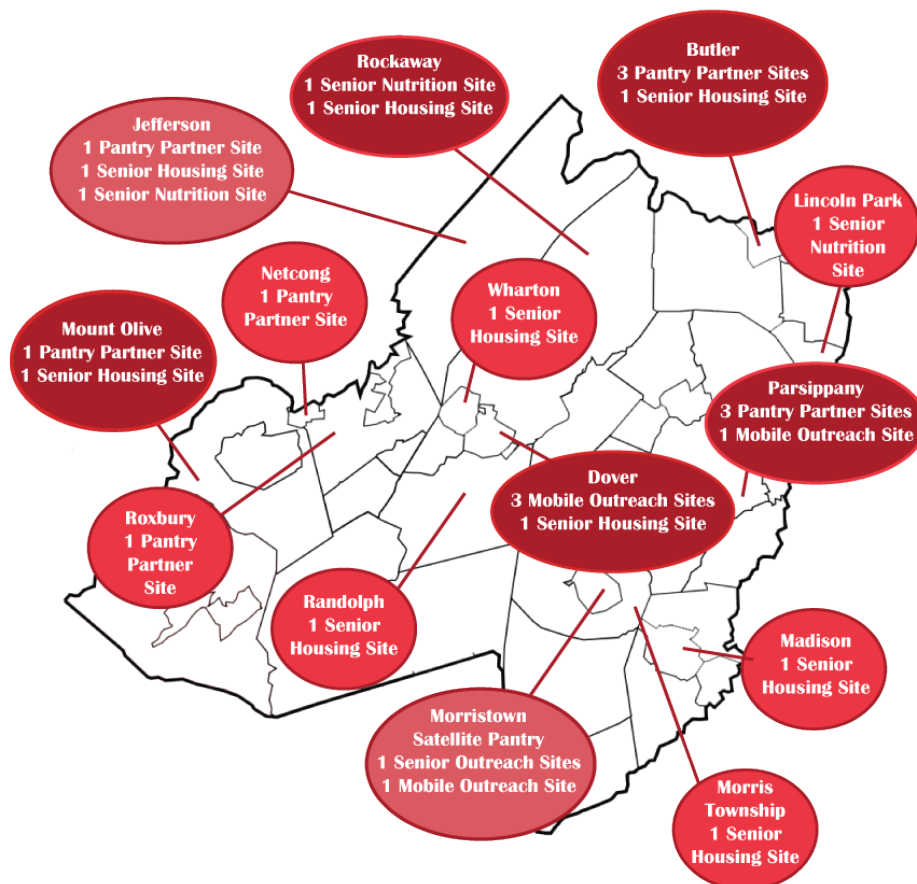 Rockaway
1 Senior Nutrition Site
1 Senior Housing Site
Butler
3 Pantry Partner Sites
1 Senior Housing Site
Jefferson
1 Pantry Partner Site
1 Senior Housing Site
1 Senior Nutrition Site
Lincoln Park
1 Senior
Nutrition
Site
Netcong
1 Pantry
Partner Site
Wharton
1 Senior
Housing Site
Mount Olive
1 Pantry Partner Site
1 Senior Housing Site
Parsippany
3 Pantry Partner Sites
1 Mobile Outreach Site
Dover
3 Mobile Outreach Sites
1 Senior Housing Site
Roxbury
1 Pantry
Partner
Site
Randolph
1 Senior
Housing Site
Madison
1 Senior
Housing Site
Morristown
Satellite Pantry
1 Senior Outreach Sites
1 Mobile Outreach Site
Morris
Township
1 Senior
Housing Site